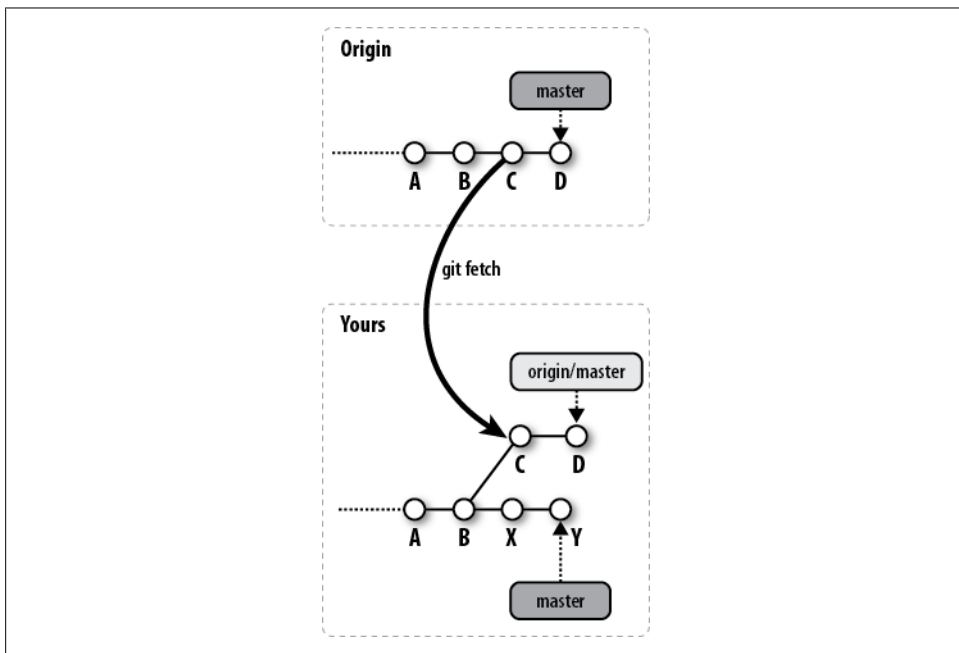 Origin
master
A B C D
git fetch
Yours
origin/master
C D
A B X Y
master